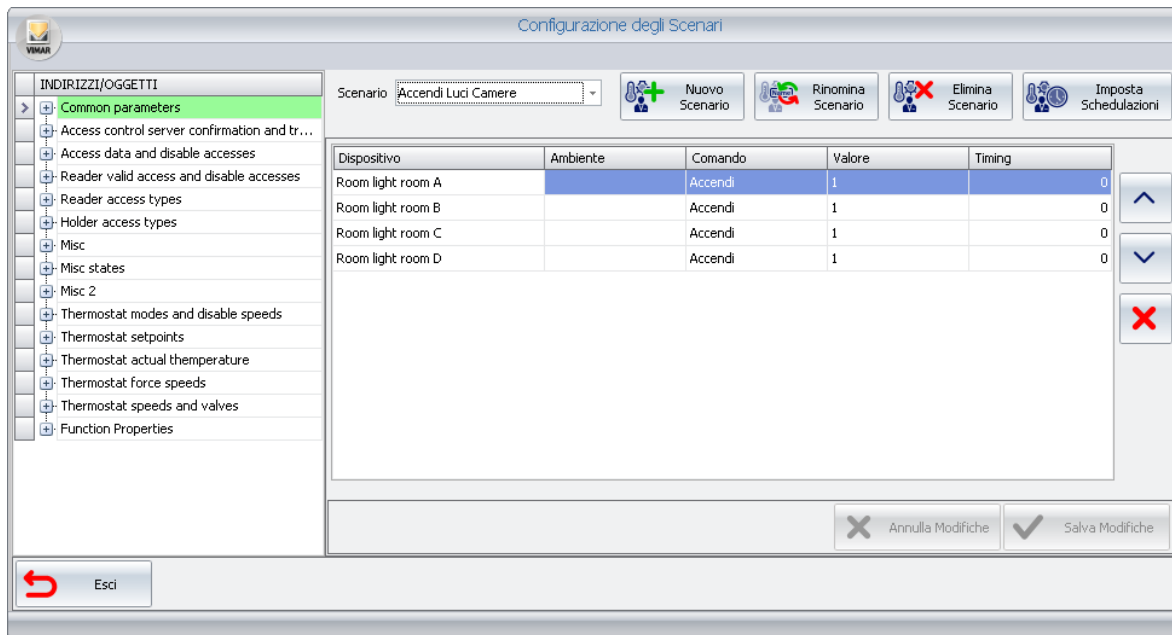 Configurazione degli Scenari
VIMAR
INDIRIZZI/OGGETTI
Common parameters
Access control server confirmation and tr...
Access data and disable accesses
Reader valid access and disable accesses
Reader access types
Holder access types
Misc
Misc states
Misc 2
Thermostat modes and disable speeds
Thermostat setpoints
Thermostat actual themperature
Thermostat force speeds
Thermostat speeds and valves
Function Properties
Scenario Accendi Luci Camere
Nuovo
Scenario
Name
Rinomina
Scenario
Elimina
Scenario
Imposta
Schedulazioni
Dispositivo Ambiente Comando Valore Timing
Room light room A Accendi 1 0
Room light room B Accendi 1 0
Room light room C Accendi 1 0
Room light room D Accendi 1 0
Annulla Modifiche Salva Modifiche
Esci